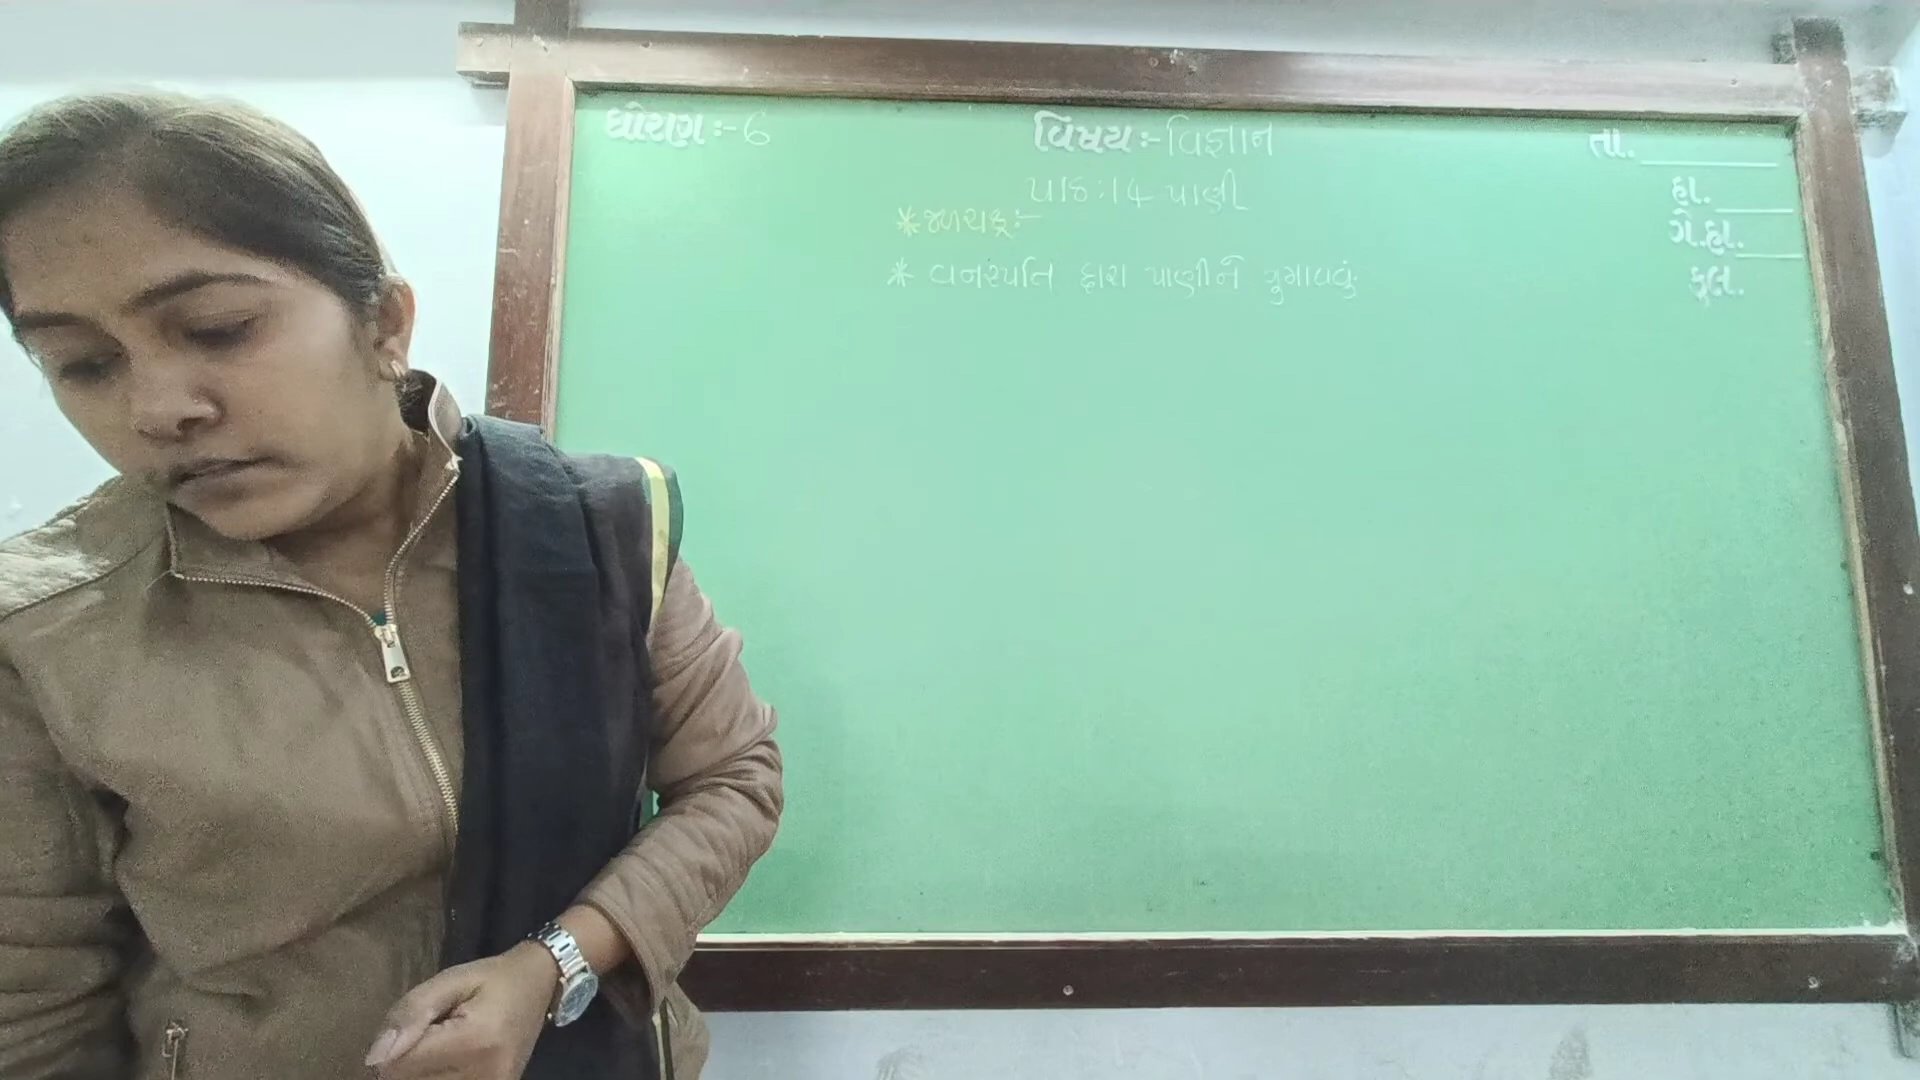 ધોરણ :- 6
વિષય :- વિજ્ઞાન
તા.
પાઠ : 14 પાણી
હા.
* જળચક્ર :-
ગે.હા.
* વનસ્પતિ દ્વારા પાણીને ગુમાવવું
કુલ.